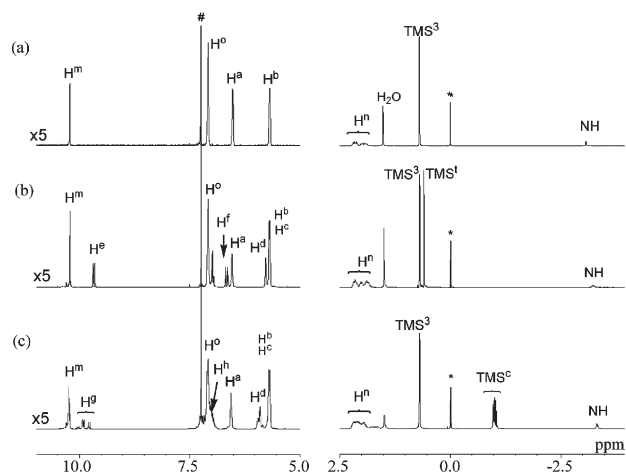 (a)
#
H^m
H^o
H^a
H^b
x5
TMS^3
H_2O
H^n
*
NH
(b)
H^m
H^e
H^o
H^f
H^a
H^d
H^b
H^c
x5
TMS^3
TMS^t
H^n
*
NH
(c)
H^m
H^g
H^o
H^h
H^a
H^d
H^b
H^c
x5
TMS^3
H^n
*
TMS^c
NH
10.0 7.5 5.0 2.5 0.0 -2.5
ppm